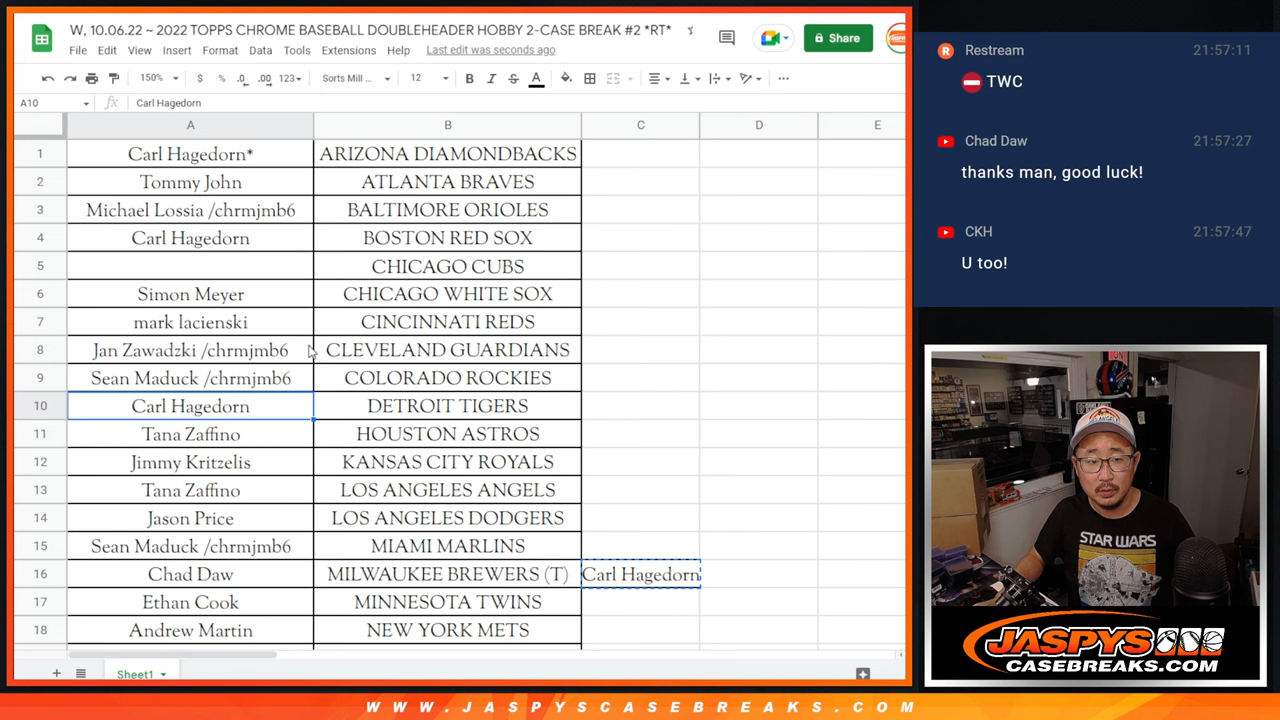 W, 10.06.22 ~ 2022 TOPPS CHROME BASEBALL DOUBLEHEADER HOBBY 2-CASE BREAK #2 *RT*
File Edit View Insert Format Data Tools Extensions Help Last edit was seconds ago
Share
150% $ % .0 .00 123 Sorts Mill ... 12 B I S A
A10 fx Carl Hagedorn
A B C D E
1 Carl Hagedorn* ARIZONA DIAMONDBACKS
2 Tommy John ATLANTA BRAVES
3 Michael Lossia /chrmjmb6 BALTIMORE ORIOLES
4 Carl Hagedorn BOSTON RED SOX
5 CHICAGO CUBS
6 Simon Meyer CHICAGO WHITE SOX
7 mark lacienski CINCINNATI REDS
8 Jan Zawadzki /chrmjmb6 CLEVELAND GUARDIANS
9 Sean Maduck /chrmjmb6 COLORADO ROCKIES
10 Carl Hagedorn DETROIT TIGERS
11 Tana Zaffino HOUSTON ASTROS
12 Jimmy Kritzelis KANSAS CITY ROYALS
13 Tana Zaffino LOS ANGELES ANGELS
14 Jason Price LOS ANGELES DODGERS
15 Sean Maduck /chrmjmb6 MIAMI MARLINS
16 Chad Daw MILWAUKEE BREWERS (T) Carl Hagedorn
17 Ethan Cook MINNESOTA TWINS
18 Andrew Martin NEW YORK METS
Sheet1
Restream 21:57:11
TWC
Chad Daw 21:57:27
thanks man, good luck!
CKH 21:57:47
U too!
STAR WARS
JASPYS
CASEBREAKS.COM
WWW.JASPYSCASEBREAKS.COM